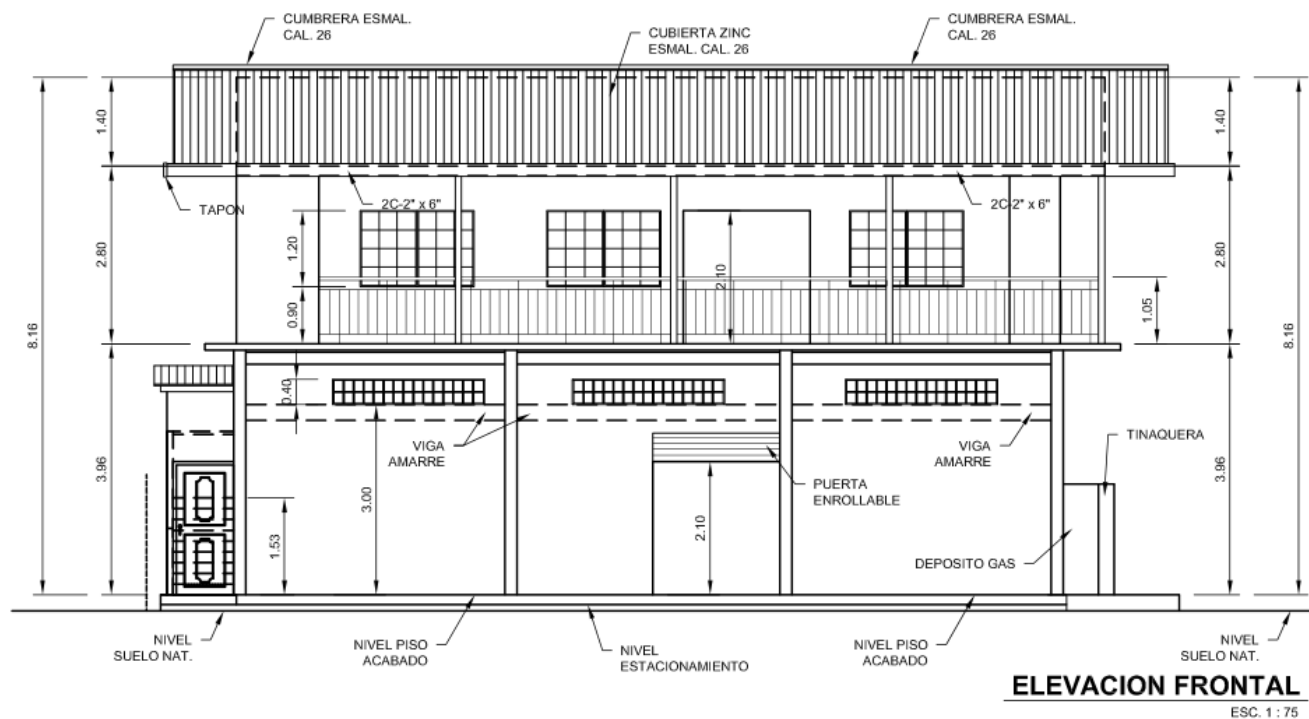 CUMBRERA ESMAL.
CAL. 26
CUBIERTA ZINC
ESMAL. CAL. 26
CUMBRERA ESMAL.
CAL. 26
1.40
1.40
TAPON
2C-2" x 6"
2C-2" x 6"
2.80
1.20
2.10
2.80
0.90
1.05
8.16
8.16
0.40
VIGA
AMARRE
VIGA
AMARRE
TINAQUERA
3.96
3.00
PUERTA
ENROLLABLE
3.96
1.53
2.10
DEPOSITO GAS
NIVEL
SUELO NAT.
NIVEL PISO
ACABADO
NIVEL
ESTACIONAMIENTO
NIVEL PISO
ACABADO
NIVEL
SUELO NAT.
ELEVACION FRONTAL
ESC. 1 : 75